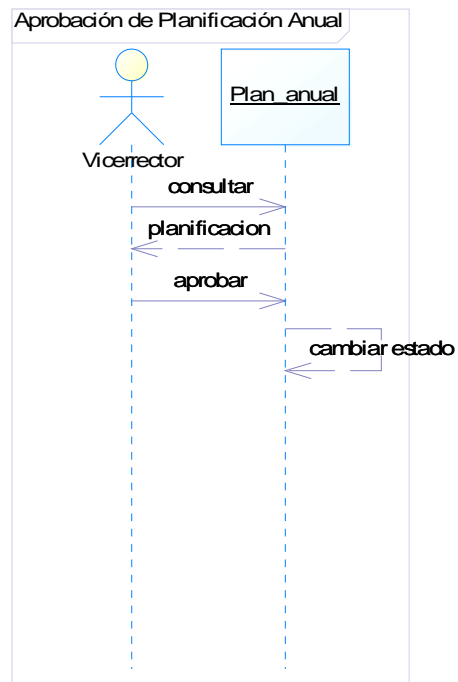 Aprobación de Planificación Anual
Plan_anual
Vicerrector
consultar
planificacion
aprobar
cambiar estado